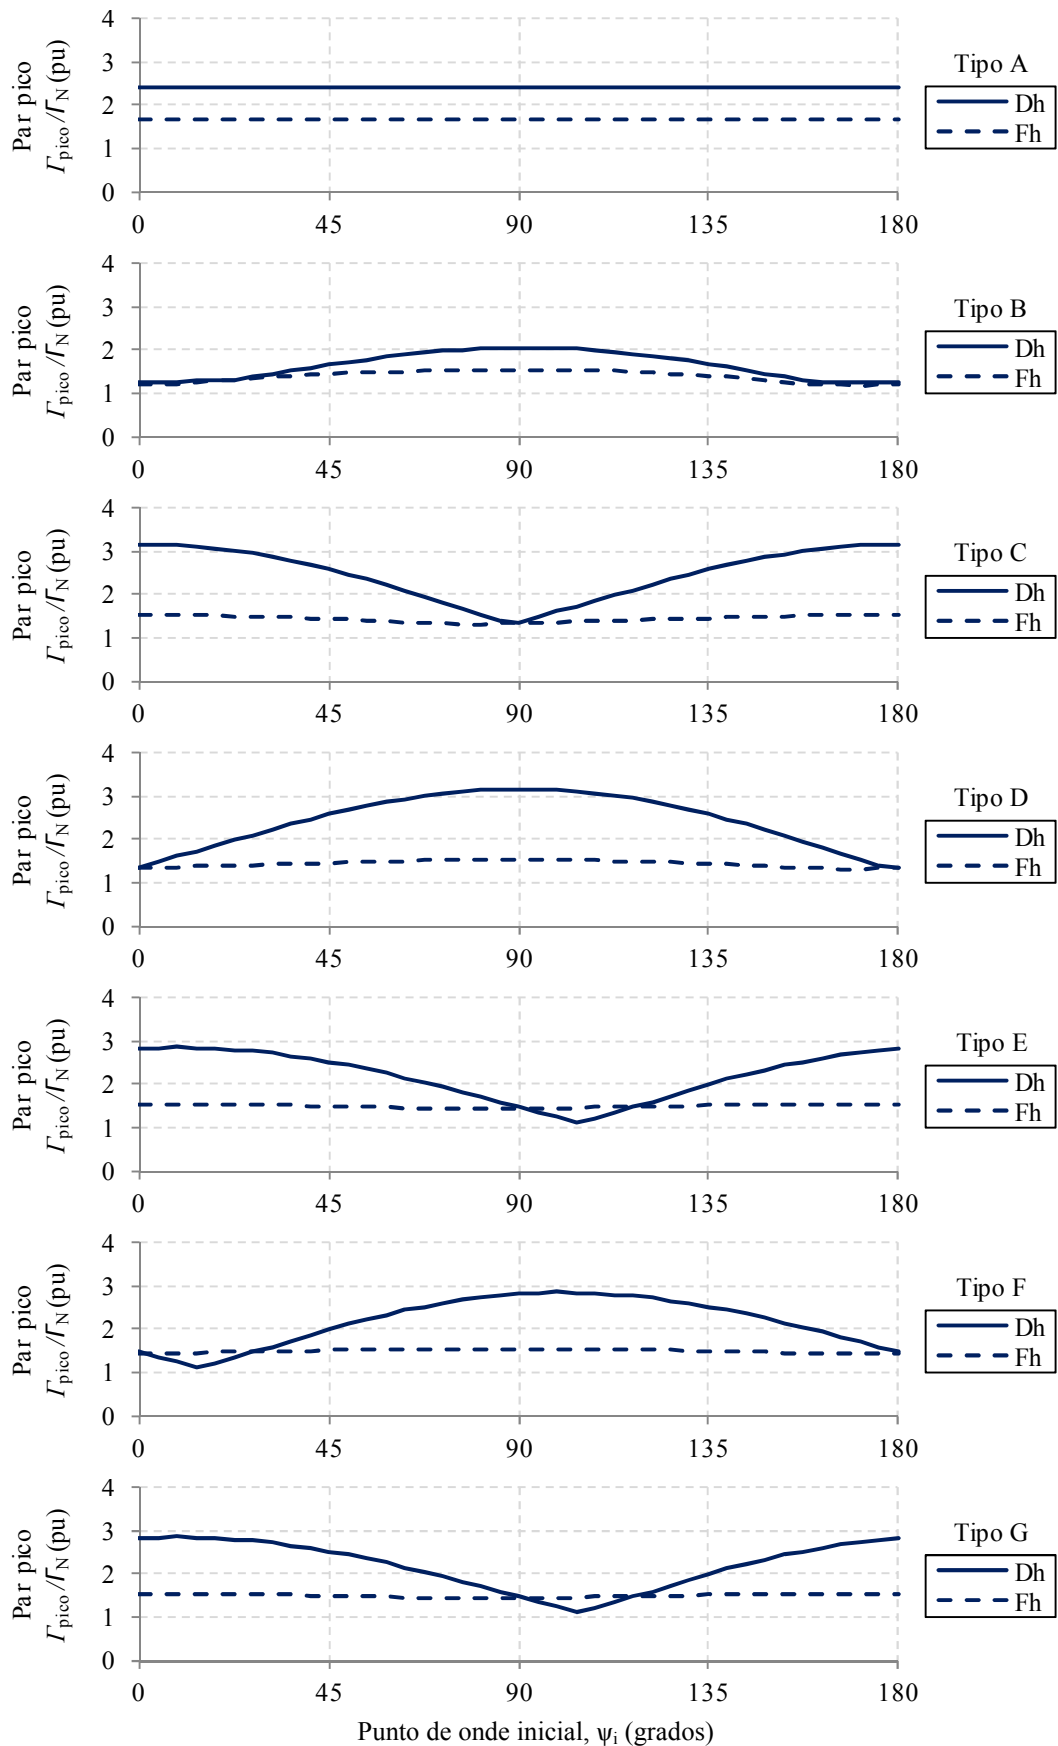 4
3
2
1
0
Par pico
Γpico/ΓN (pu)
0 45 90 135 180
Tipo A
Dh
Fh
4
3
2
1
0
Par pico
Γpico/ΓN (pu)
0 45 90 135 180
Tipo B
Dh
Fh
4
3
2
1
0
Par pico
Γpico/ΓN (pu)
0 45 90 135 180
Tipo C
Dh
Fh
4
3
2
1
0
Par pico
Γpico/ΓN (pu)
0 45 90 135 180
Tipo D
Dh
Fh
4
3
2
1
0
Par pico
Γpico/ΓN (pu)
0 45 90 135 180
Tipo E
Dh
Fh
4
3
2
1
0
Par pico
Γpico/ΓN (pu)
0 45 90 135 180
Tipo F
Dh
Fh
4
3
2
1
0
Par pico
Γpico/ΓN (pu)
0 45 90 135 180
Tipo G
Dh
Fh
Punto de onde inicial, ψi (grados)